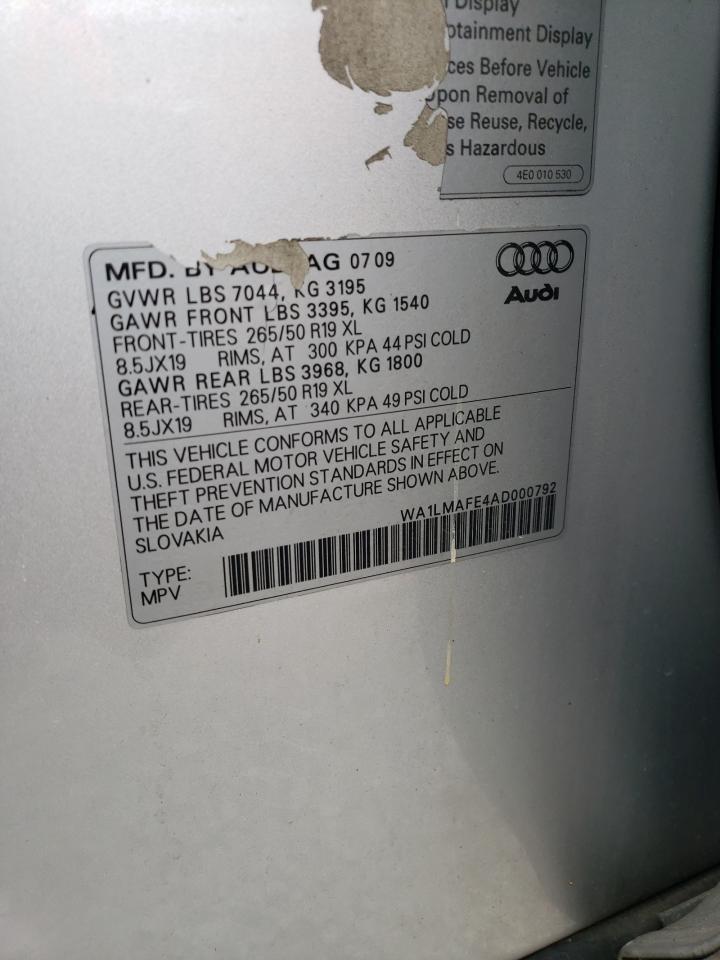 Display
otainment Display
ces Before Vehicle
Upon Removal of
se Reuse, Recycle,
s Hazardous
4E0 010 530
MFD. BY AUDI AG 07 09
Audi
GVWR LBS 7044, KG 3195
GAWR FRONT LBS 3395, KG 1540
FRONT-TIRES 265/50 R19 XL
8.5JX19 RIMS, AT 300 KPA 44 PSI COLD
GAWR REAR LBS 3968, KG 1800
REAR-TIRES 265/50 R19 XL
8.5JX19 RIMS, AT 340 KPA 49 PSI COLD
THIS VEHICLE CONFORMS TO ALL APPLICABLE
U.S. FEDERAL MOTOR VEHICLE SAFETY AND
THEFT PREVENTION STANDARDS IN EFFECT ON
THE DATE OF MANUFACTURE SHOWN ABOVE.
SLOVAKIA
WA1LMAFE4AD000792
TYPE:
MPV